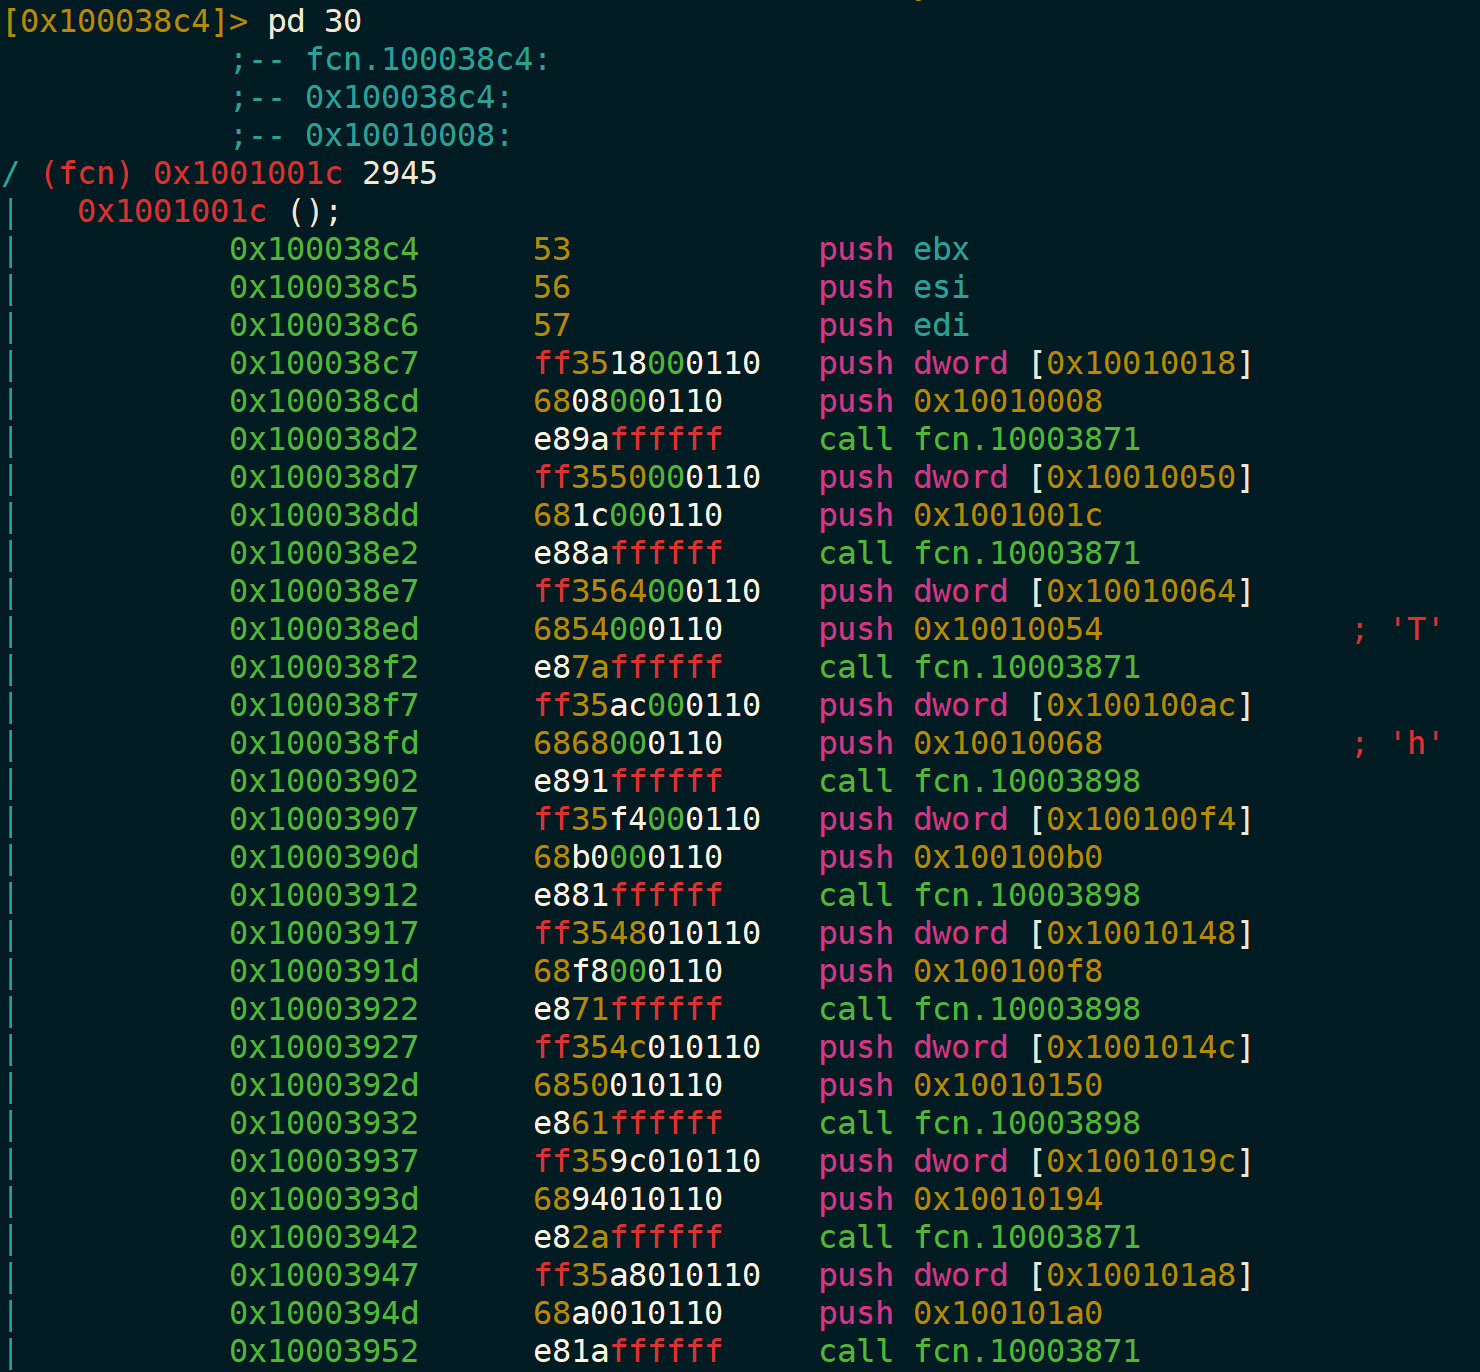 [0x100038c4]> pd 30
;-- fcn.100038c4:
;-- 0x100038c4:
;-- 0x10010008:
/ (fcn) 0x1001001c 2945
|   0x1001001c ();
|           0x100038c4      53             push ebx
|           0x100038c5      56             push esi
|           0x100038c6      57             push edi
|           0x100038c7      ff3518000110   push dword [0x10010018]
|           0x100038cd      6808000110     push 0x10010008
|           0x100038d2      e89affffff     call fcn.10003871
|           0x100038d7      ff3550000110   push dword [0x10010050]
|           0x100038dd      681c000110     push 0x1001001c
|           0x100038e2      e88affffff     call fcn.10003871
|           0x100038e7      ff3564000110   push dword [0x10010064]
|           0x100038ed      6854000110     push 0x10010054             ; 'T'
|           0x100038f2      e87affffff     call fcn.10003871
|           0x100038f7      ff35ac000110   push dword [0x100100ac]
|           0x100038fd      6868000110     push 0x10010068             ; 'h'
|           0x10003902      e891ffffff     call fcn.10003898
|           0x10003907      ff35f4000110   push dword [0x100100f4]
|           0x1000390d      68b0000110     push 0x100100b0
|           0x10003912      e881ffffff     call fcn.10003898
|           0x10003917      ff3548010110   push dword [0x10010148]
|           0x1000391d      68f8000110     push 0x100100f8
|           0x10003922      e871ffffff     call fcn.10003898
|           0x10003927      ff354c010110   push dword [0x1001014c]
|           0x1000392d      6850010110     push 0x10010150
|           0x10003932      e861ffffff     call fcn.10003898
|           0x10003937      ff359c010110   push dword [0x1001019c]
|           0x1000393d      6894010110     push 0x10010194
|           0x10003942      e82affffff     call fcn.10003871
|           0x10003947      ff35a8010110   push dword [0x100101a8]
|           0x1000394d      68a0010110     push 0x100101a0
|           0x10003952      e81affffff     call fcn.10003871